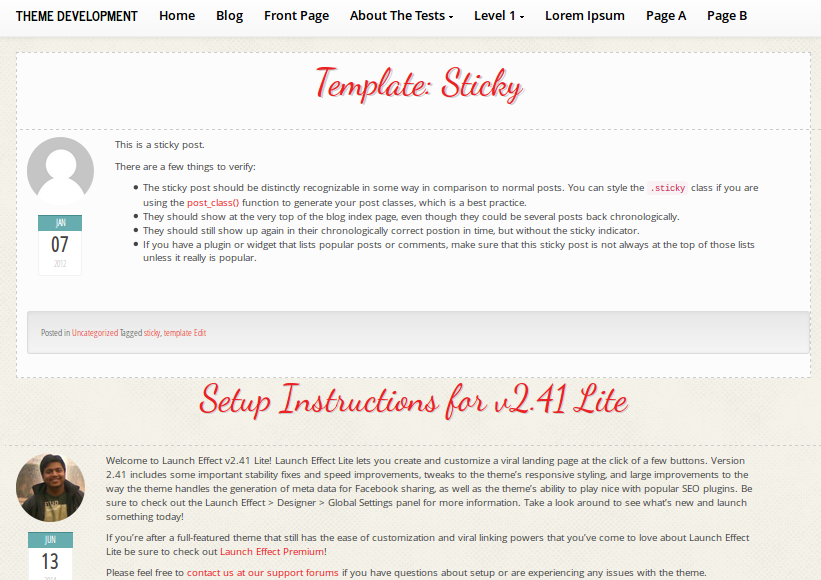 THEME DEVELOPMENT Home Blog Front Page About The Tests Level 1 Lorem Ipsum Page A Page B
Template: Sticky
This is a sticky post.
There are a few things to verify:
The sticky post should be distinctly recognizable in some way in comparison to normal posts. You can style the .sticky class if you are
using the post_class() function to generate your post classes, which is a best practice.
They should show at the very top of the blog index page, even though they could be several posts back chronologically.
They should still show up again in their chronologically correct postion in time, but without the sticky indicator.
If you have a plugin or widget that lists popular posts or comments, make sure that this sticky post is not always at the top of those lists
unless it really is popular.
JAN
07
2012
Posted in Uncategorized Tagged sticky, template Edit
Setup Instructions for v2.41 Lite
Welcome to Launch Effect v2.41 Lite! Launch Effect Lite lets you create and customize a viral landing page at the click of a few buttons. Version
2.41 includes some important stability fixes and speed improvements, tweaks to the theme's responsive styling, and large improvements to the
way the theme handles the generation of meta data for Facebook sharing, as well as the theme's ability to play nice with popular SEO plugins. Be
sure to check out the Launch Effect > Designer > Global Settings panel for more information. Take a look around to see what's new and launch
something today!
If you're after a full-featured theme that still has the ease of customization and viral linking powers that you've come to love about Launch Effect
Lite be sure to check out Launch Effect Premium!
Please feel free to contact us at our support forums if you have questions about setup or are experiencing any issues with the theme.
JUN
13